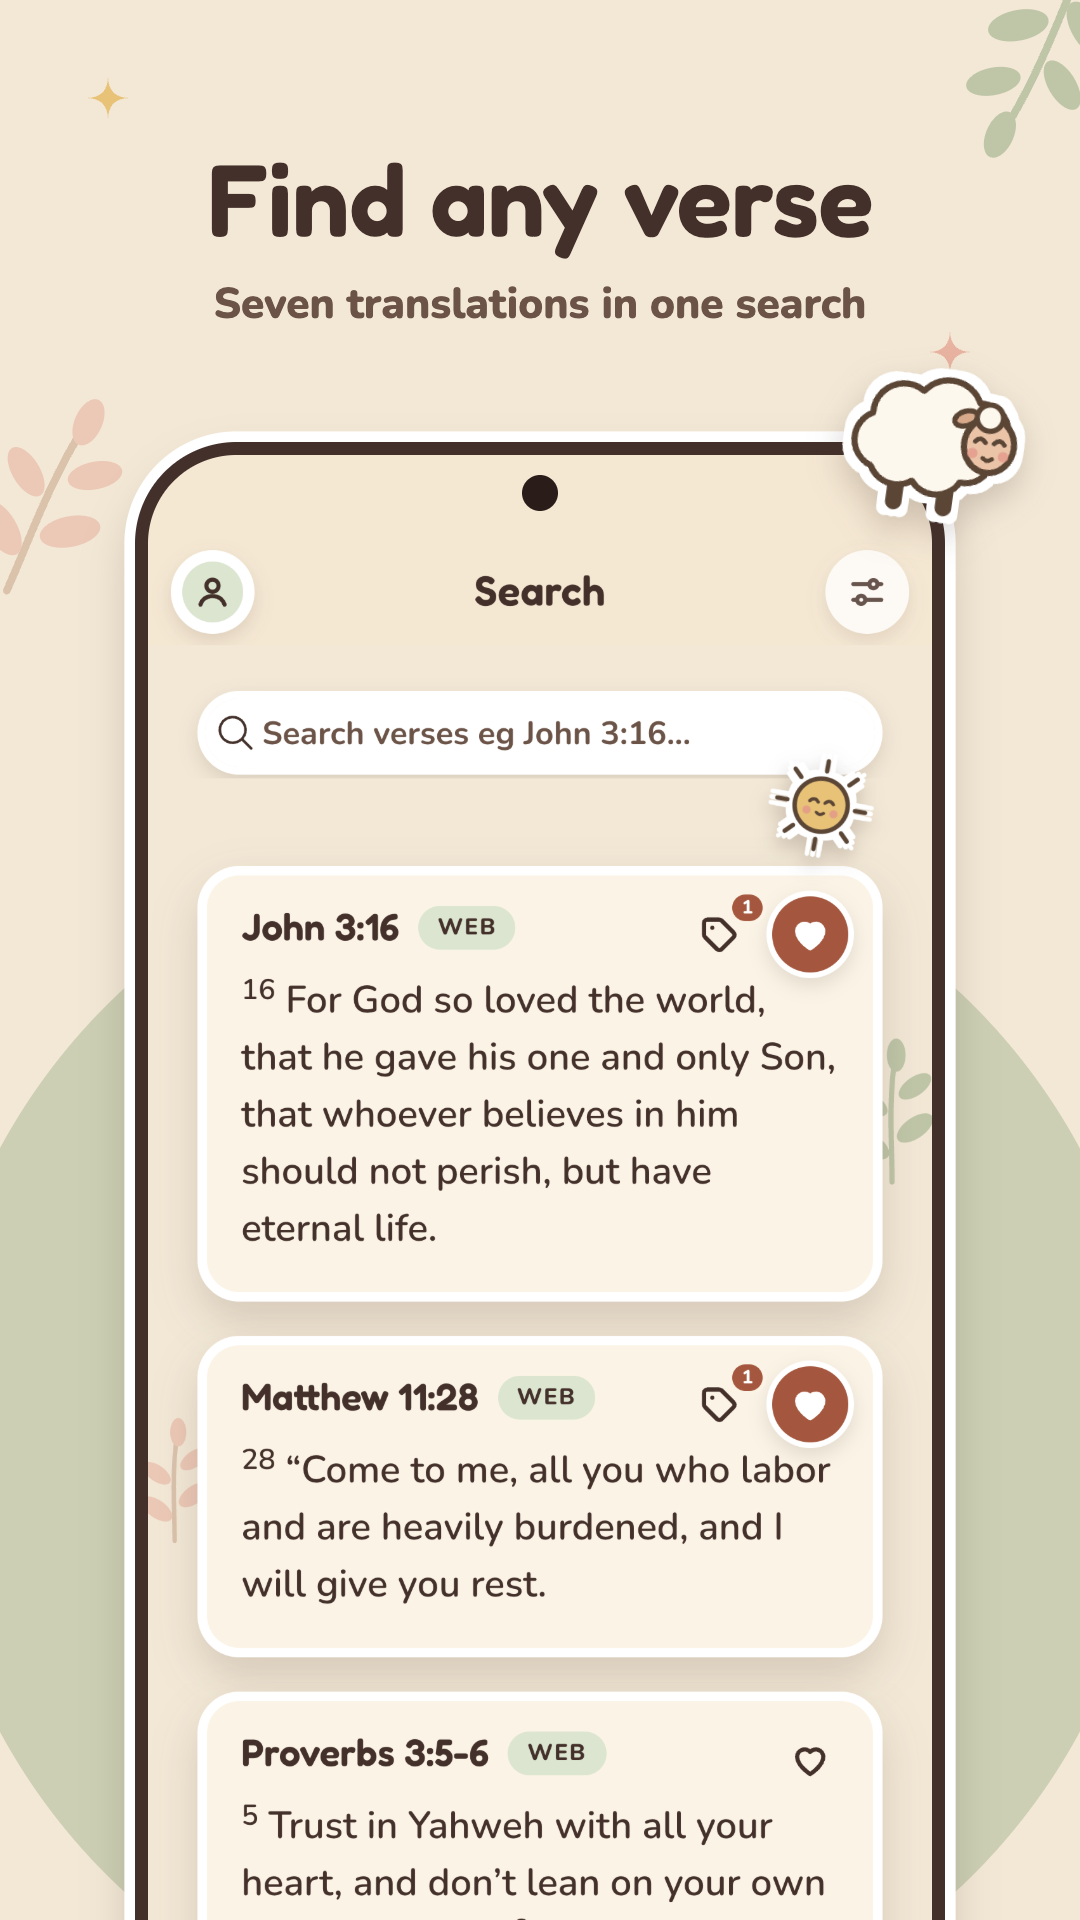 Find any verse
Seven translations in one search
Search
Search verses eg John 3:16...
John 3:16 WEB 1
16 For God so loved the world,
that he gave his one and only Son,
that whoever believes in him
should not perish, but have
eternal life.
Matthew 11:28 WEB 1
28 “Come to me, all you who labor
and are heavily burdened, and I
will give you rest.
Proverbs 3:5-6 WEB
5 Trust in Yahweh with all your
heart, and don’t lean on your own